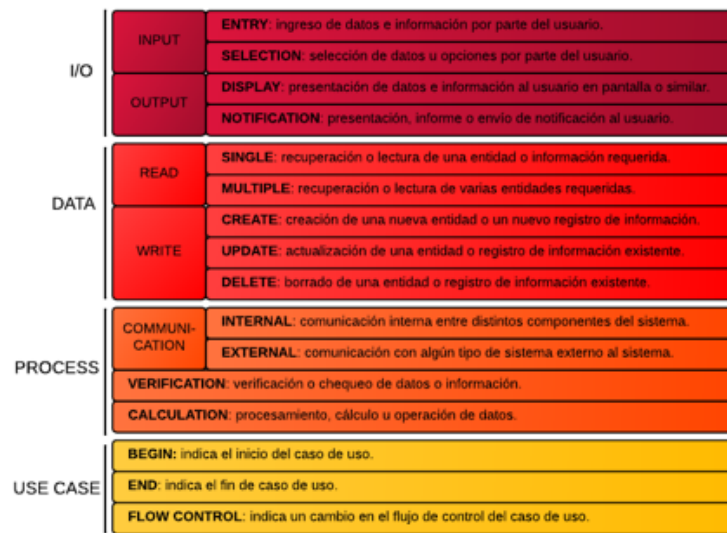 I/O
INPUT
ENTRY: ingreso de datos e información por parte del usuario.
SELECTION: selección de datos u opciones por parte del usuario.
OUTPUT
DISPLAY: presentación de datos e información al usuario en pantalla o similar.
NOTIFICATION: presentación, informe o envío de notificación al usuario.
DATA
READ
SINGLE: recuperación o lectura de una entidad o información requerida.
MULTIPLE: recuperación o lectura de varias entidades requeridas.
WRITE
CREATE: creación de una nueva entidad o un nuevo registro de información.
UPDATE: actualización de una entidad o registro de información existente.
DELETE: borrado de una entidad o registro de información existente.
PROCESS
COMMUNI-
CATION
INTERNAL: comunicación interna entre distintos componentes del sistema.
EXTERNAL: comunicación con algún tipo de sistema externo al sistema.
VERIFICATION: verificación o chequeo de datos o información.
CALCULATION: procesamiento, cálculo u operación de datos.
USE CASE
BEGIN: indica el inicio del caso de uso.
END: indica el fin de caso de uso.
FLOW CONTROL: indica un cambio en el flujo de control del caso de uso.